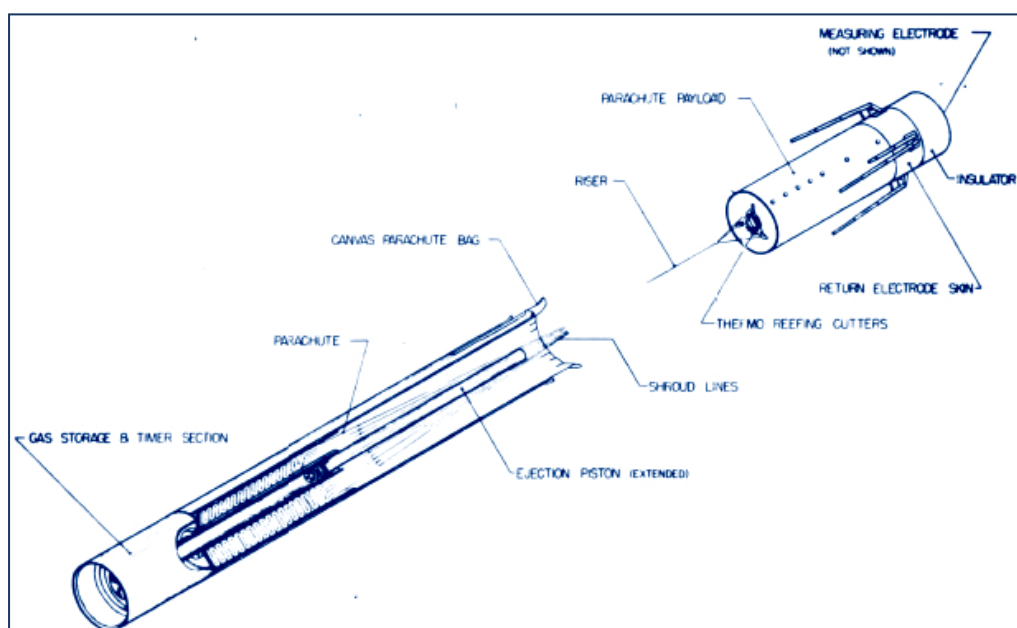 MEASURING ELECTRODE
(NOT SHOWN)
PARACHUTE PAYLOAD
RISER
INSULATOR
CANVAS PARACHUTE BAG
RETURN ELECTRODE SKIN
THERMO REEFING CUTTERS
PARACHUTE
SHROUD LINES
GAS STORAGE & TIMER SECTION
EJECTION PISTON (EXTENDED)